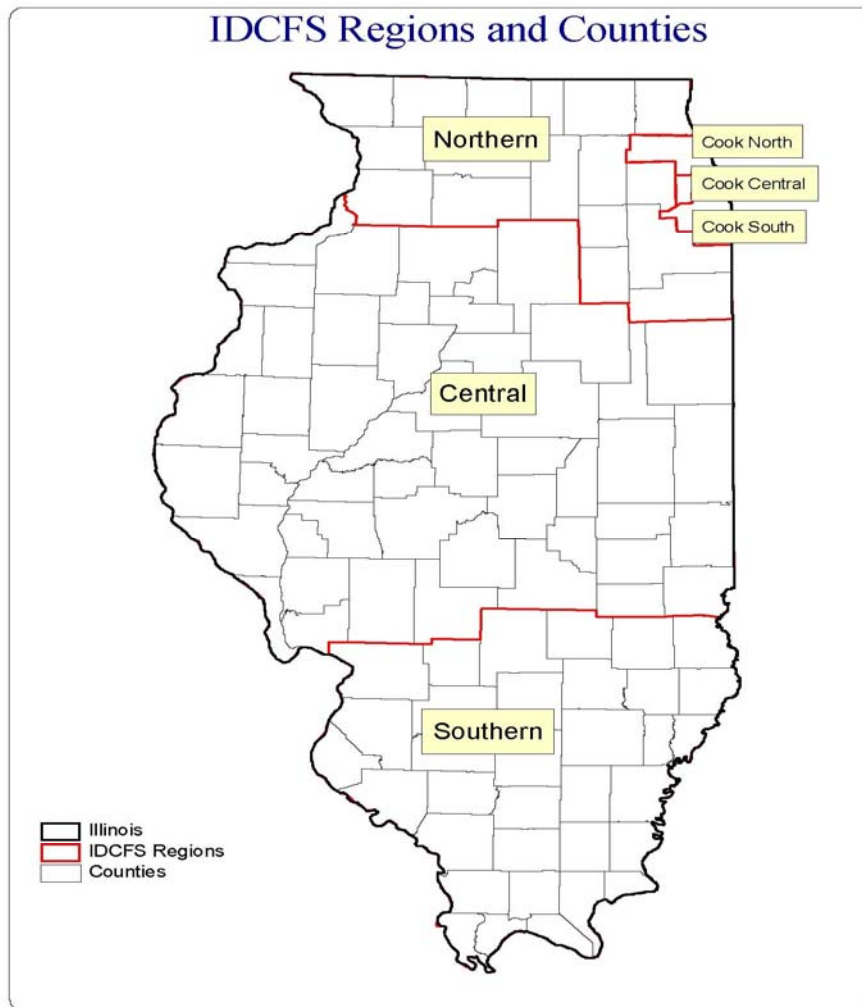 IDCFS Regions and Counties
Northern
Cook North
Cook Central
Cook South
Central
Southern
Illinois
IDCFS Regions
Counties